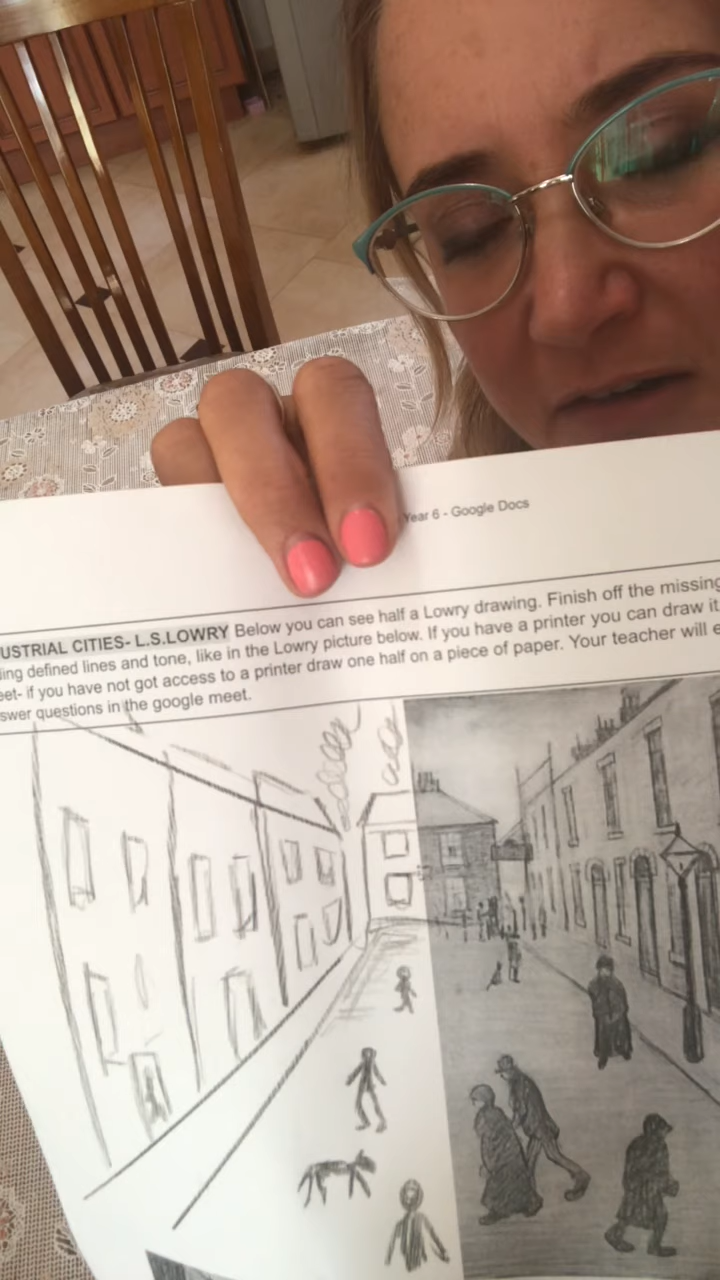 Year 6 - Google Docs
USTRIAL CITIES- L.S.LOWRY Below you can see half a Lowry drawing. Finish off the missing
ing defined lines and tone, like in the Lowry picture below. If you have a printer you can draw it
eet- if you have not got access to a printer draw one half on a piece of paper. Your teacher will e
swer questions in the google meet.